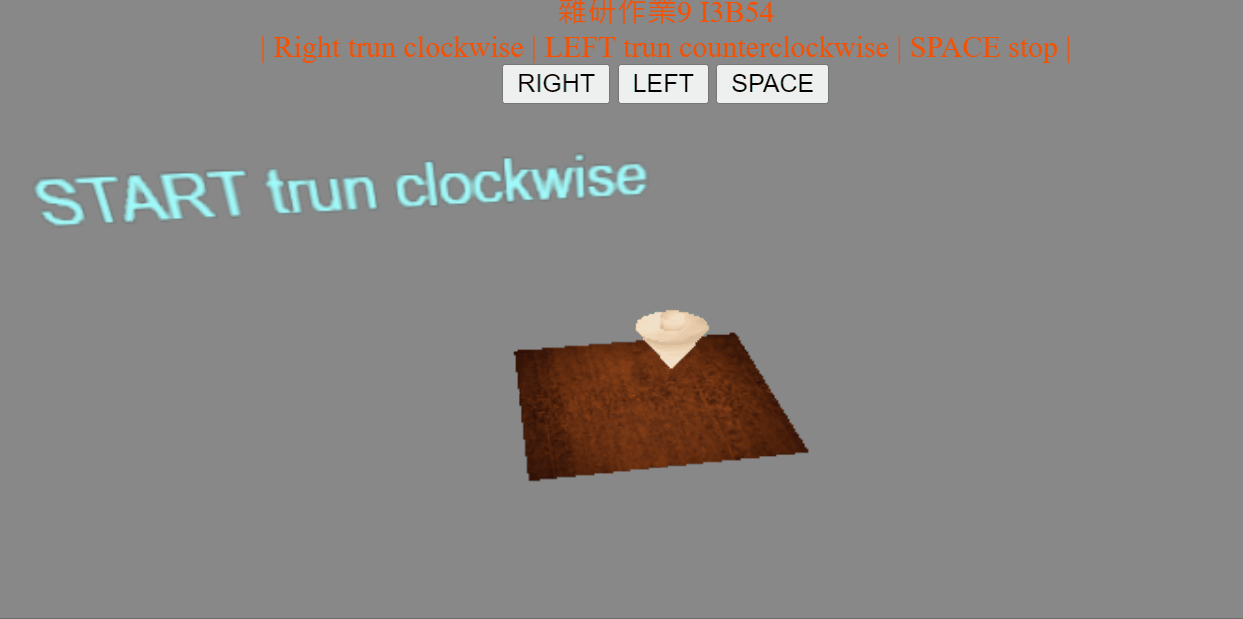 雜研作業9 I3B54
| Right trun clockwise | LEFT trun counterclockwise | SPACE stop |
RIGHT LEFT SPACE
START trun clockwise